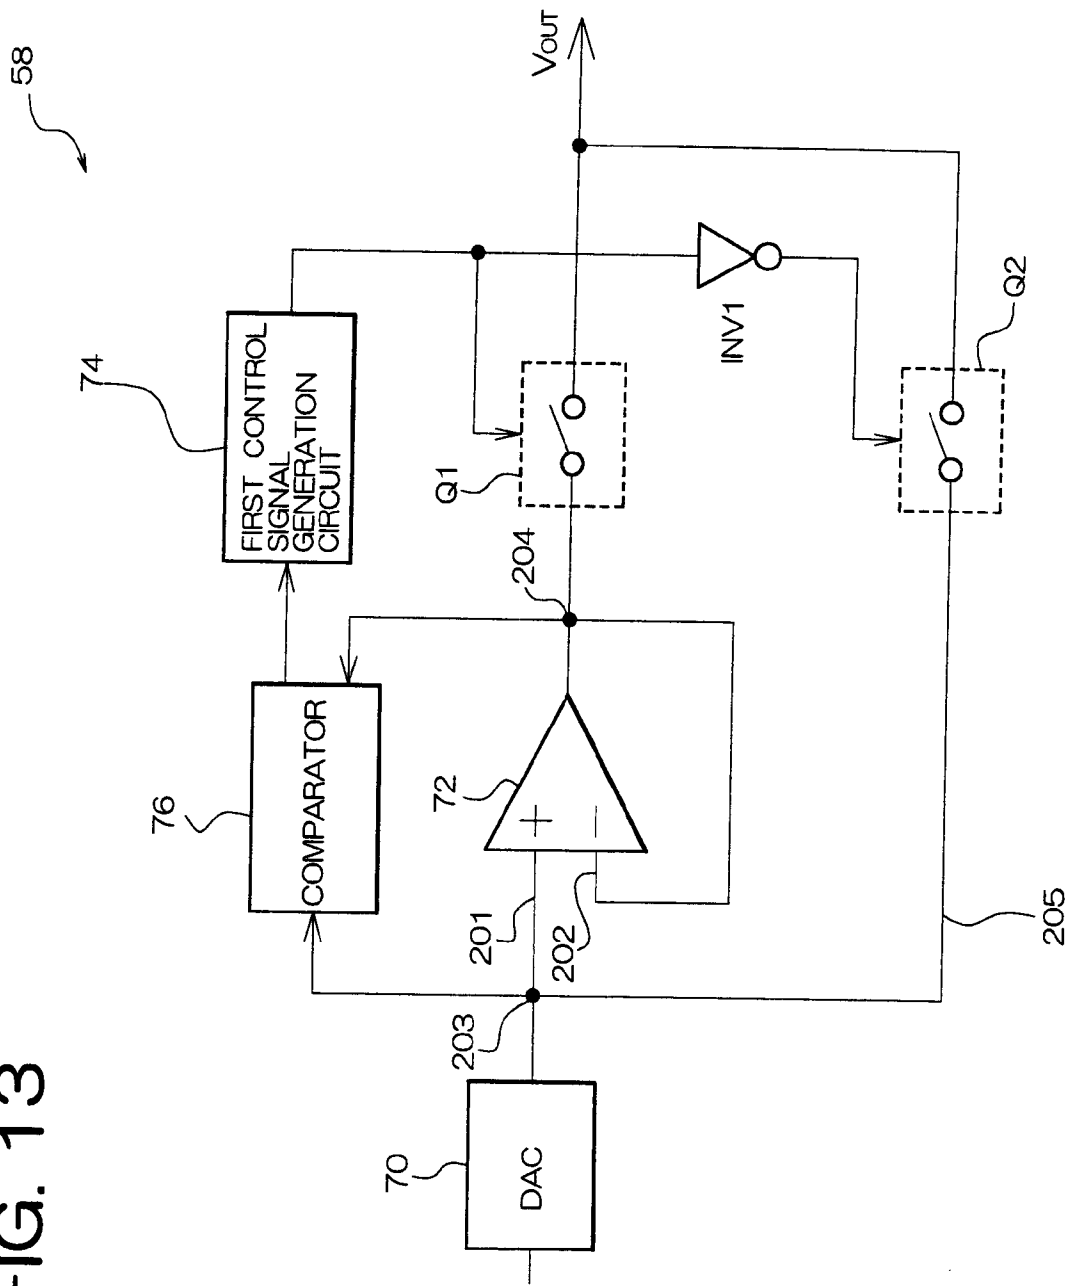 FIG. 13
58
74
FIRST CONTROL
SIGNAL
GENERATION
CIRCUIT
76
COMPARATOR
VOUT
Q1
204
INV1
Q2
72
+
−
201
202
203
70
DAC
205